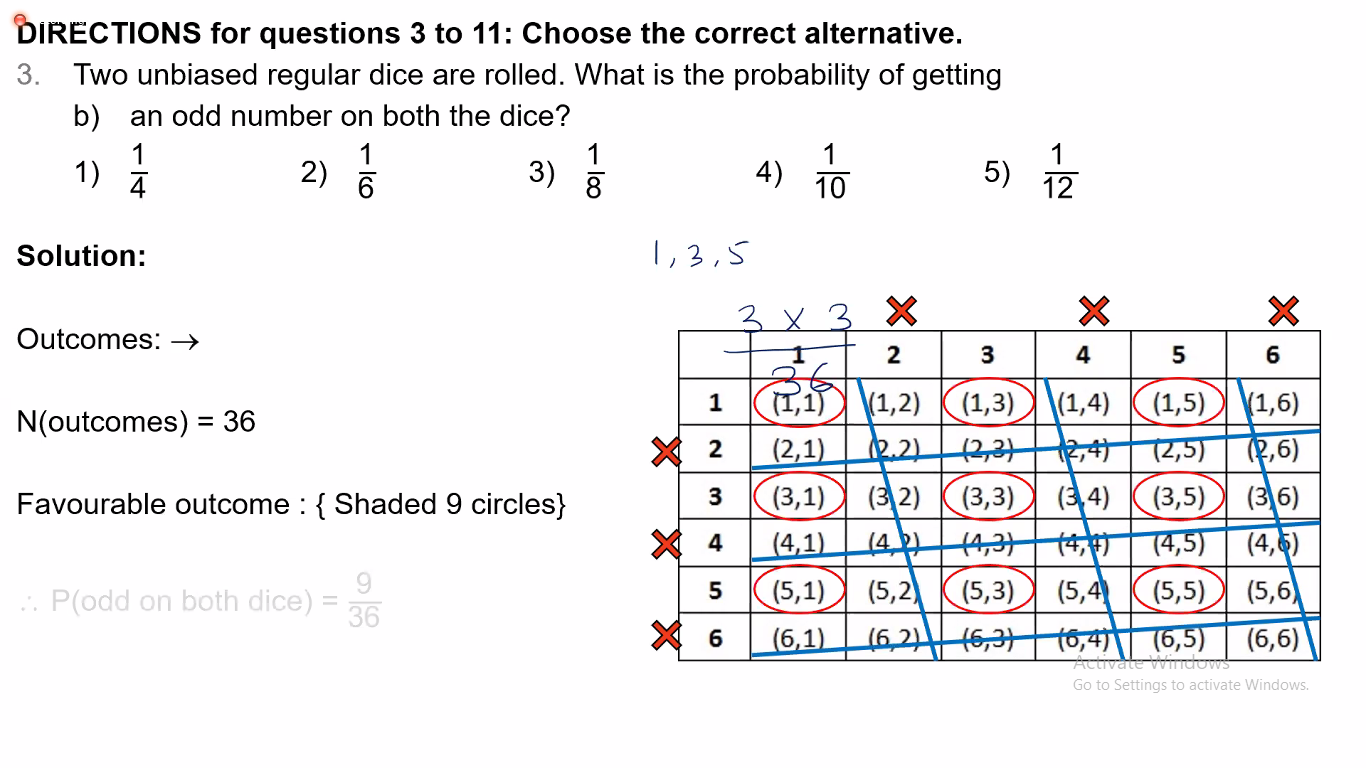 DIRECTIONS for questions 3 to 11: Choose the correct alternative.
3. Two unbiased regular dice are rolled. What is the probability of getting
b) an odd number on both the dice?
1) 1/4 2) 1/6 3) 1/8 4) 1/10 5) 1/12
Solution:
1, 3, 5
Outcomes: →
3 × 3
36
N(outcomes) = 36
Favourable outcome : { Shaded 9 circles}
∴ P(odd on both dice) = 9/36
1 2 3 4 5 6
1 (1,1) (1,2) (1,3) (1,4) (1,5) (1,6)
2 (2,1) (2,2) (2,3) (2,4) (2,5) (2,6)
3 (3,1) (3,2) (3,3) (3,4) (3,5) (3,6)
4 (4,1) (4,2) (4,3) (4,4) (4,5) (4,6)
5 (5,1) (5,2) (5,3) (5,4) (5,5) (5,6)
6 (6,1) (6,2) (6,3) (6,4) (6,5) (6,6)
Activate Windows
Go to Settings to activate Windows.